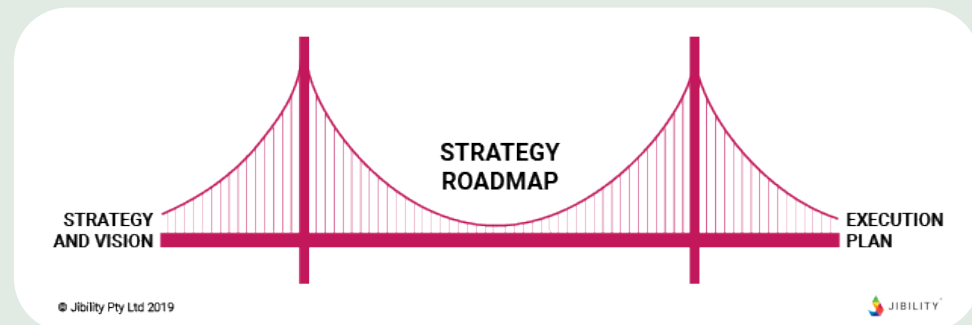 STRATEGY
ROADMAP
STRATEGY
AND VISION
EXECUTION
PLAN
© Jibility Pty Ltd 2019
JIBILITY